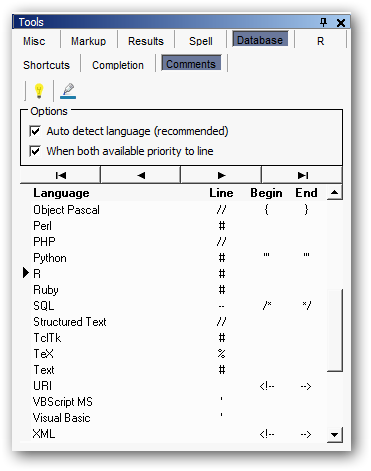 Tools
Misc Markup Results Spell Database R
Shortcuts Completion Comments
Options
Auto detect language (recommended)
When both available priority to line
Language Line Begin End
Object Pascal // { }
Perl #
PHP //
Python # ''' '''
R #
Ruby #
SQL -- /* */
Structured Text //
TclTk #
TeX %
Text #
URI <!-- -->
VBScript MS '
Visual Basic '
XML <!-- -->